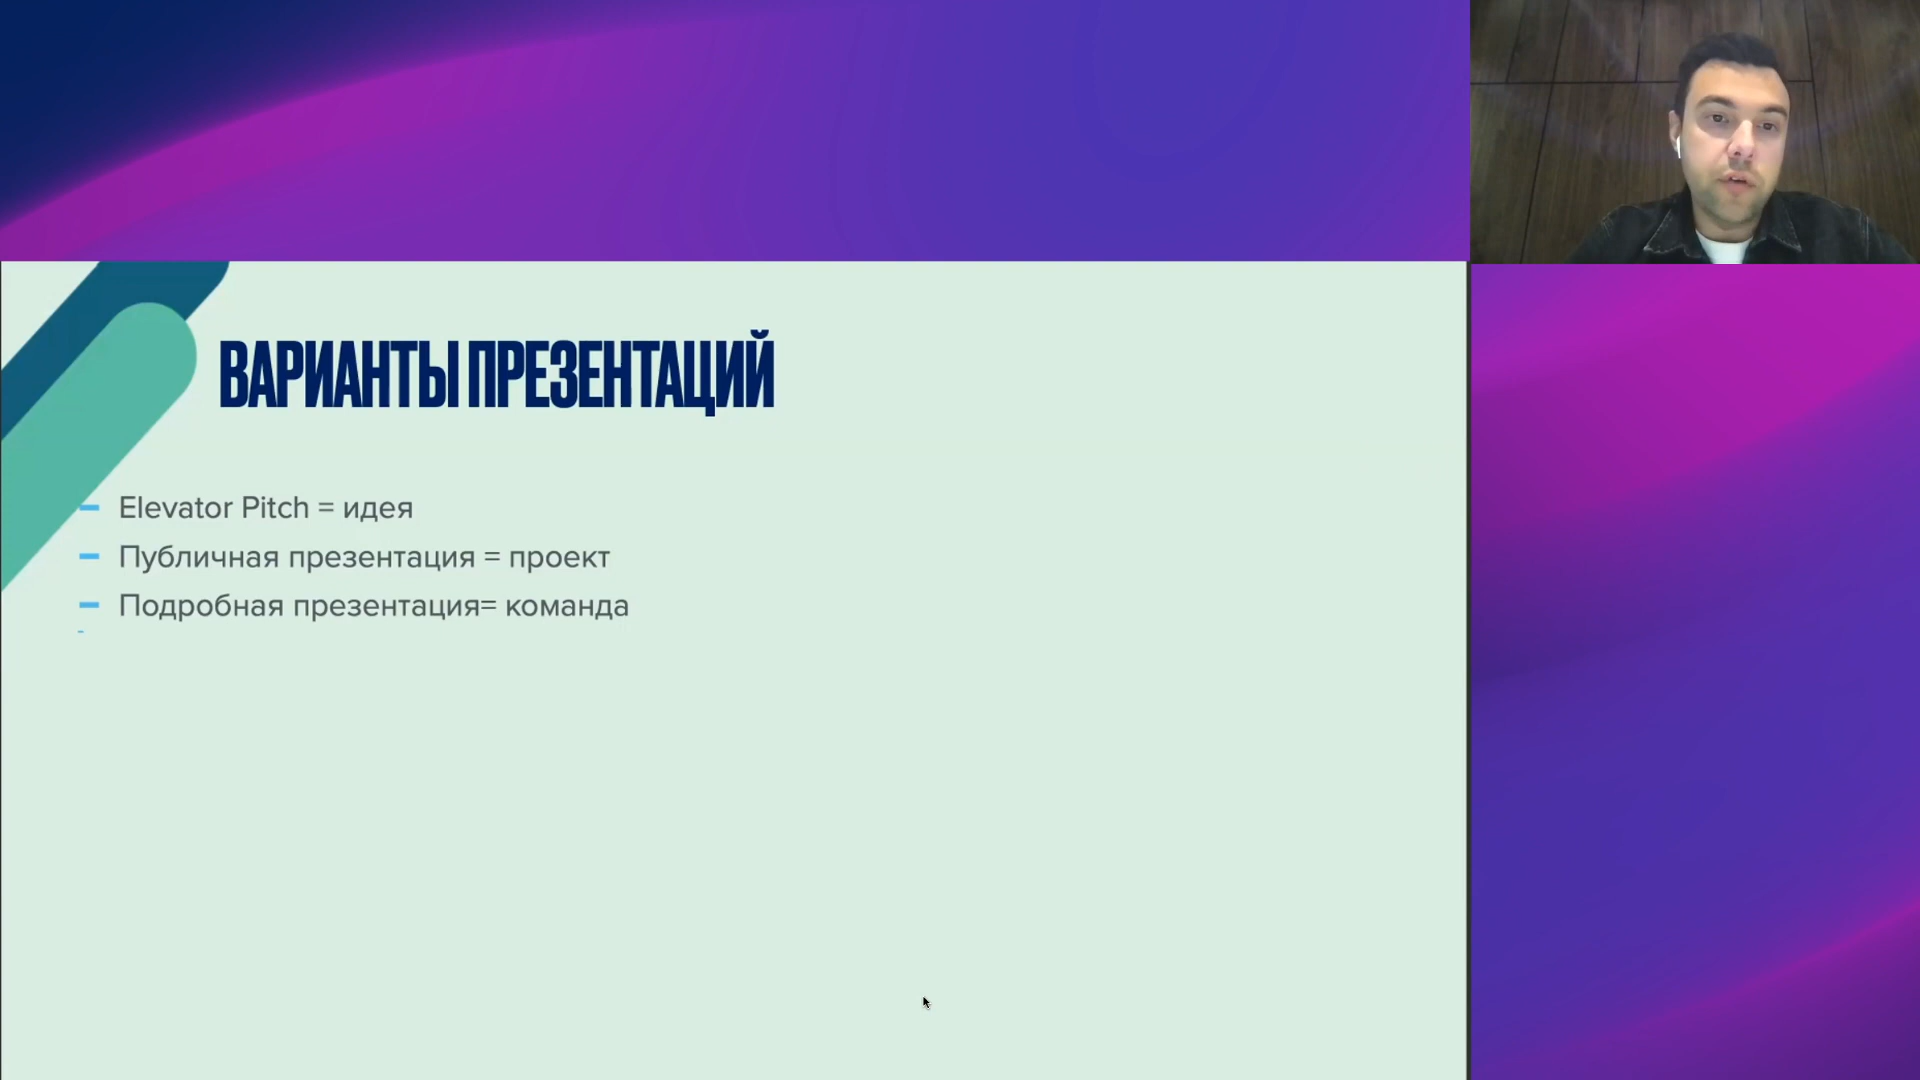 ВАРИАНТЫ ПРЕЗЕНТАЦИЙ
Elevator Pitch = идея
Публичная презентация = проект
Подробная презентация= команда